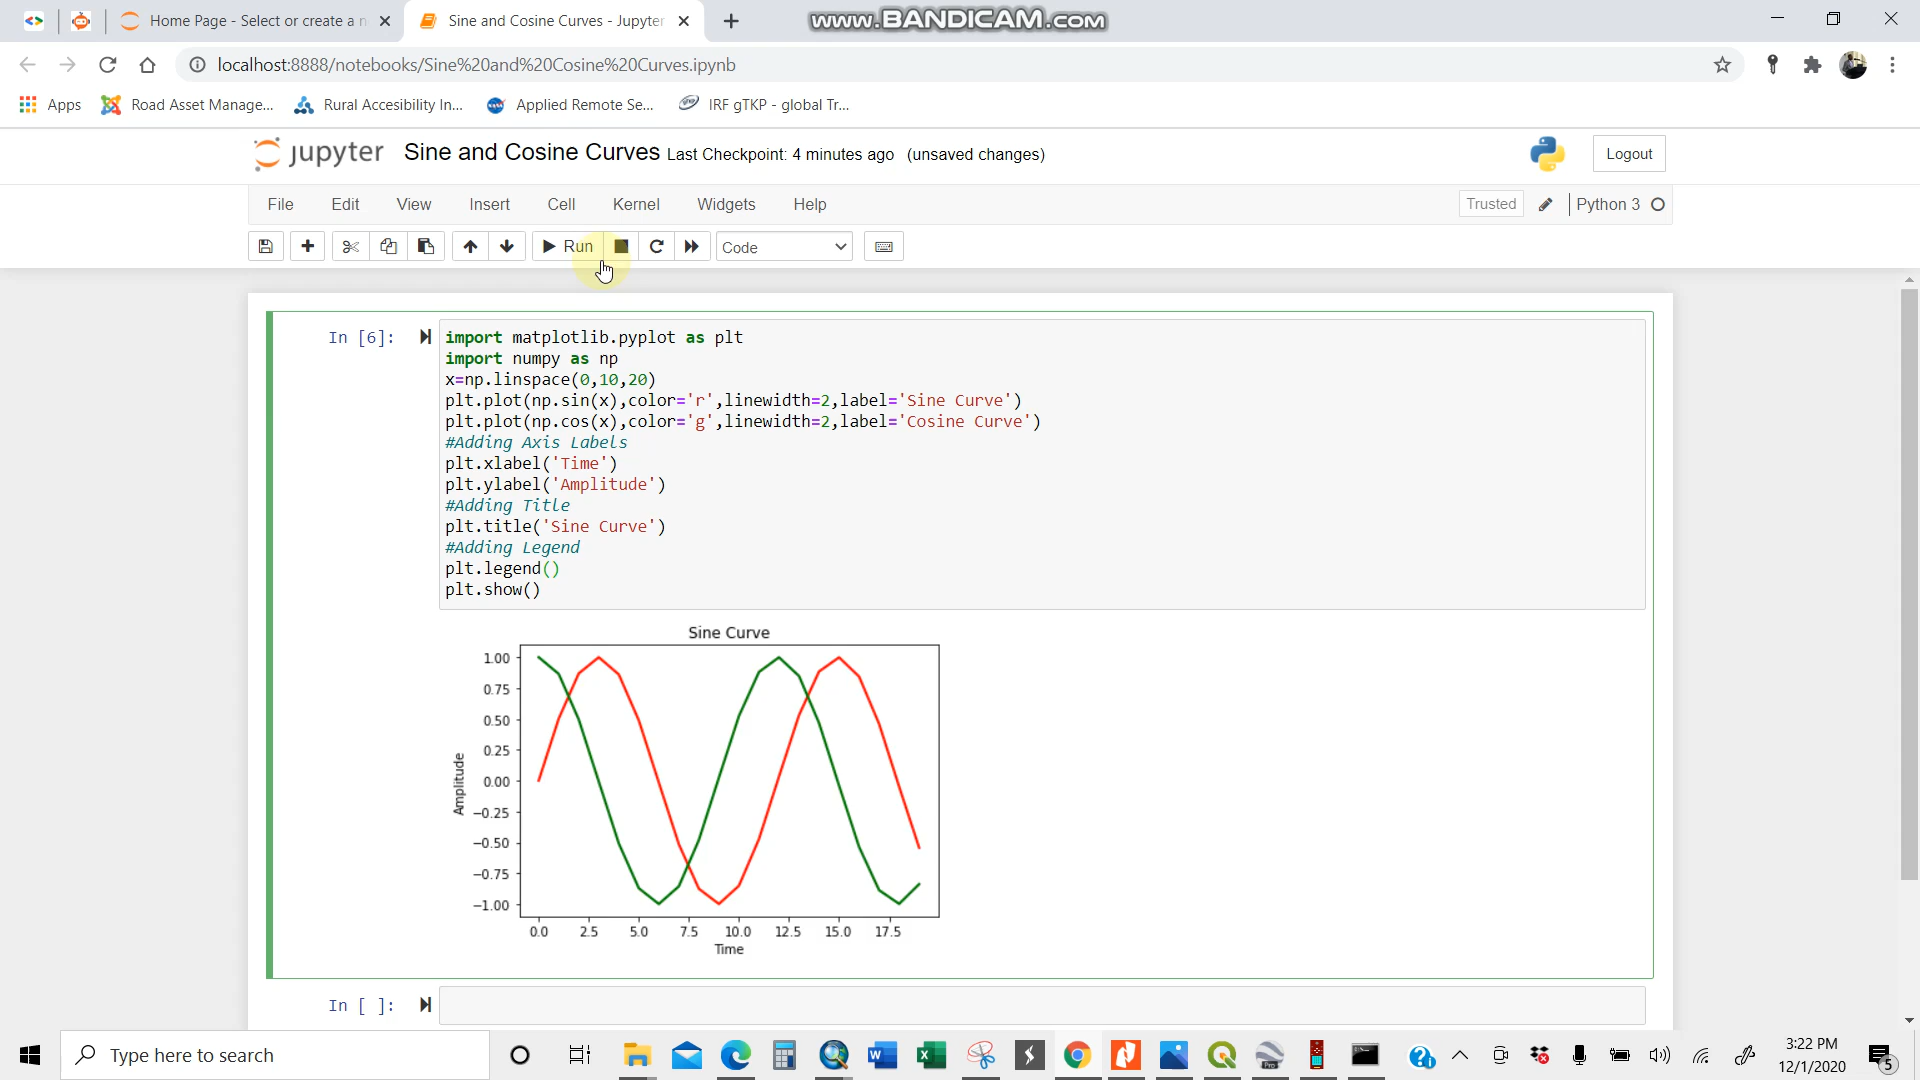 Home Page - Select or create a n
Sine and Cosine Curves - Jupyter
www.BANDICAM.com
localhost:8888/notebooks/Sine%20and%20Cosine%20Curves.ipynb
Apps
Road Asset Manage...
Rural Accesibility In...
Applied Remote Se...
IRF gTKP - global Tr...
jupyter Sine and Cosine Curves Last Checkpoint: 4 minutes ago (unsaved changes)
Logout
File Edit View Insert Cell Kernel Widgets Help
Trusted
Python 3
Run
Code
In [6]:
import matplotlib.pyplot as plt
import numpy as np
x=np.linspace(0,10,20)
plt.plot(np.sin(x),color='r',linewidth=2,label='Sine Curve')
plt.plot(np.cos(x),color='g',linewidth=2,label='Cosine Curve')
#Adding Axis Labels
plt.xlabel('Time')
plt.ylabel('Amplitude')
#Adding Title
plt.title('Sine Curve')
#Adding Legend
plt.legend()
plt.show()
Sine Curve
1.00
0.75
0.50
0.25
0.00
−0.25
−0.50
−0.75
−1.00
Amplitude
0.0 2.5 5.0 7.5 10.0 12.5 15.0 17.5
Time
In [ ]:
Type here to search
3:22 PM
12/1/2020
5